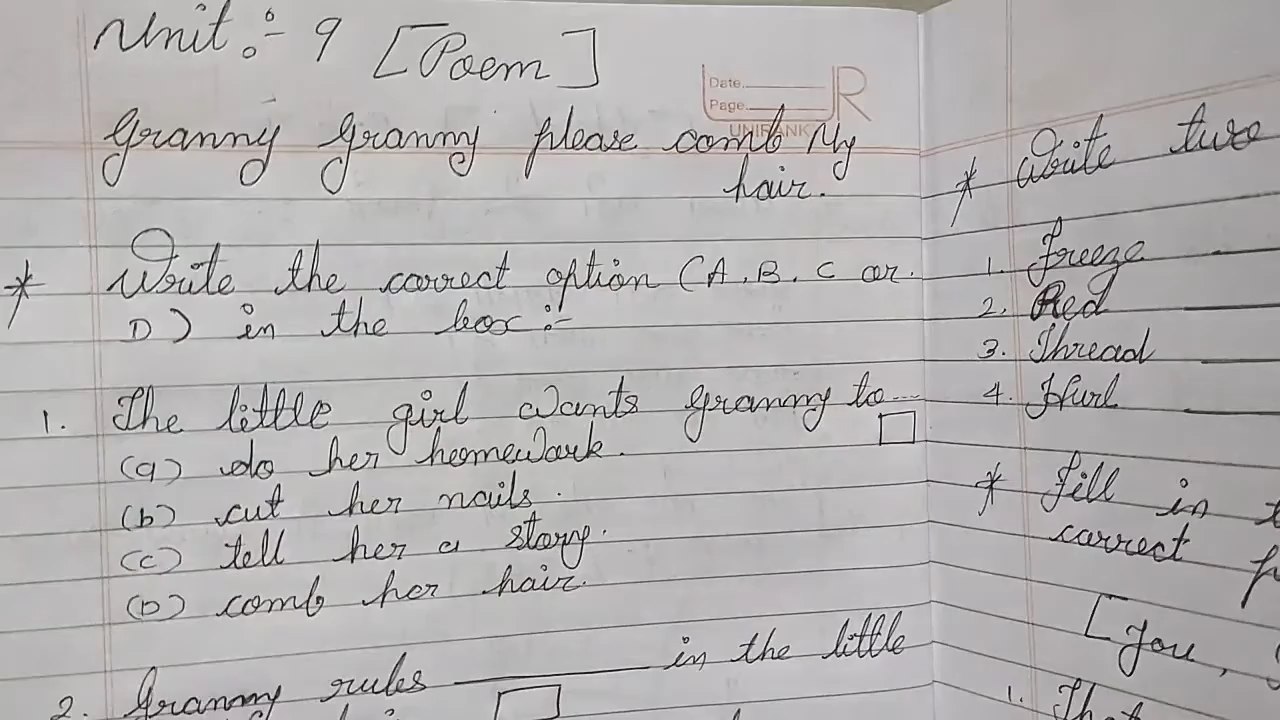 Unit :- 9 [Poem]
Date.
Page.
UNIRANK
Granny Granny please comb My
hair.
* Write the correct option (A.B.C or.
D) in the box :-
1. The little girl wants granny to ...
(a) do her homework.
(b) cut her nails.
(c) tell her a story.
(D) comb her hair.
2. Granny rules ______ in the little
* Write two
1. Freeze
2. Red
3. Thread
4. Hurl
* Fill in
correct
[you,
1. That